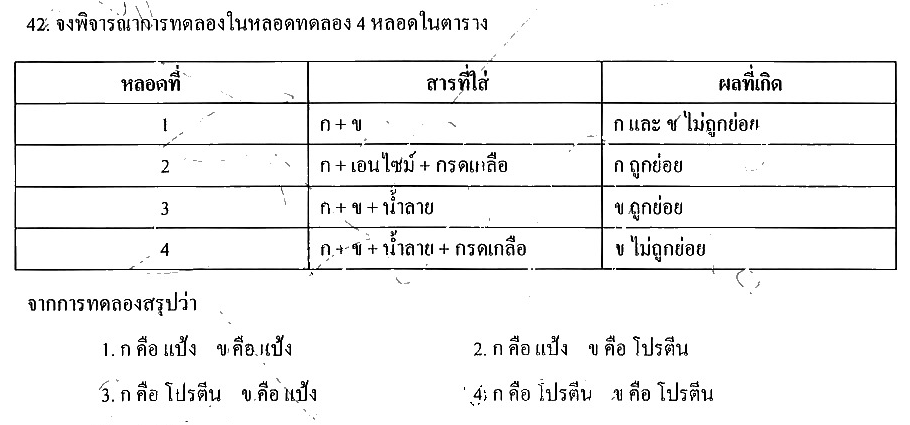 42. จงพิจารณาการทดลองในหลอดทดลอง 4 หลอดในตาราง
หลอดที่ สารที่ใส่ ผลที่เกิด
1 ก + ข ก และ ข ไม่ถูกย่อย
2 ก + เอนไซม์ + กรดเกลือ ก ถูกย่อย
3 ก + ข + น้ำลาย ข ถูกย่อย
4 ก + ข + น้ำลาย + กรดเกลือ ข ไม่ถูกย่อย
จากการทดลองสรุปว่า
1. ก คือ แป้ง ข คือ แป้ง 2. ก คือ แป้ง ข คือ โปรตีน
3. ก คือ โปรตีน ข คือ แป้ง 4. ก คือ โปรตีน ข คือ โปรตีน